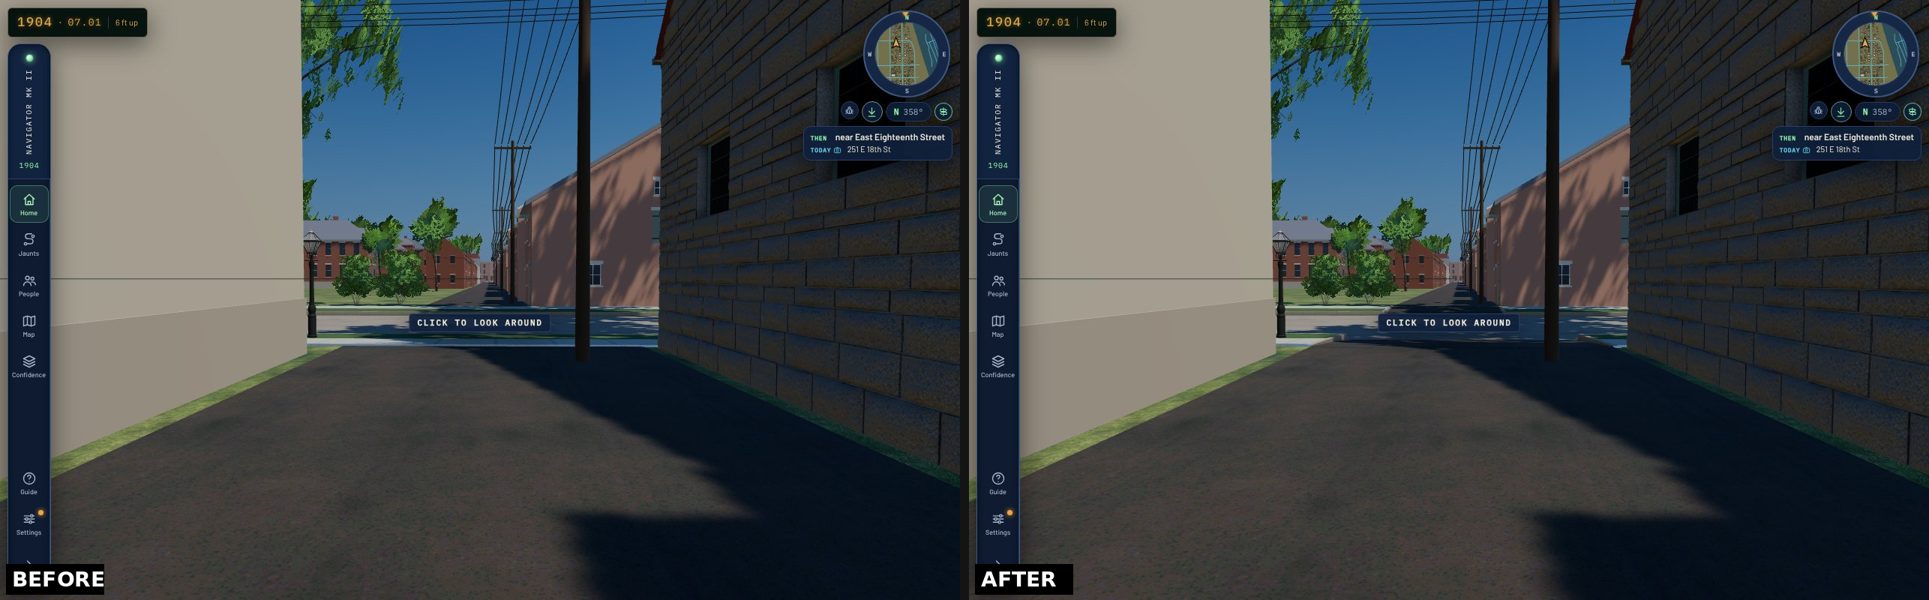 1904 · 07.01 6 ft up
NAVIGATOR MK II
1904
Home
Jaunts
People
Map
Confidence
Guide
Settings
W E
S
N 358°
THEN near East Eighteenth Street
TODAY 251 E 18th St
CLICK TO LOOK AROUND
BEFORE
1904 · 07.01 6 ft up
NAVIGATOR MK II
1904
Home
Jaunts
People
Map
Confidence
Guide
Settings
W E
S
N 358°
THEN near East Eighteenth Street
TODAY 251 E 18th St
CLICK TO LOOK AROUND
AFTER